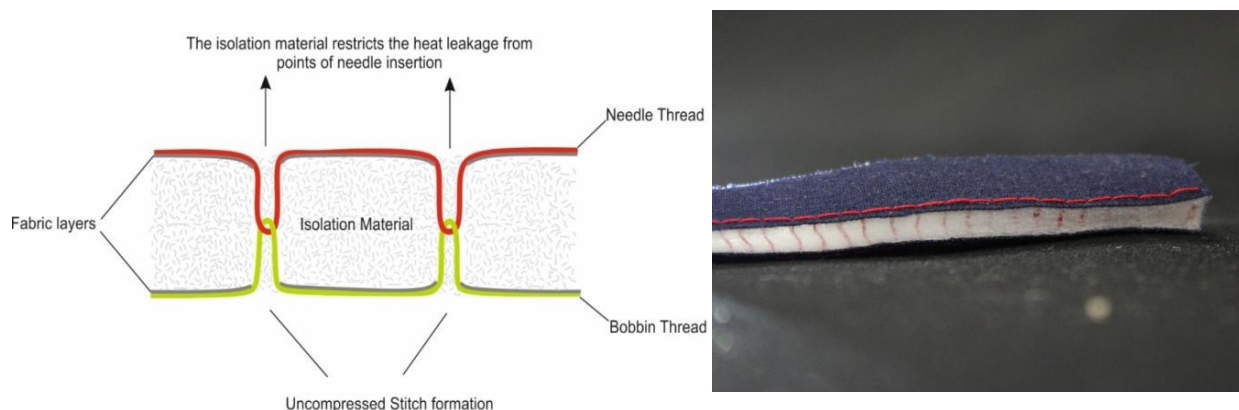 The isolation material restricts the heat leakage from
points of needle insertion
Needle Thread
Fabric layers
Isolation Material
Bobbin Thread
Uncompressed Stitch formation